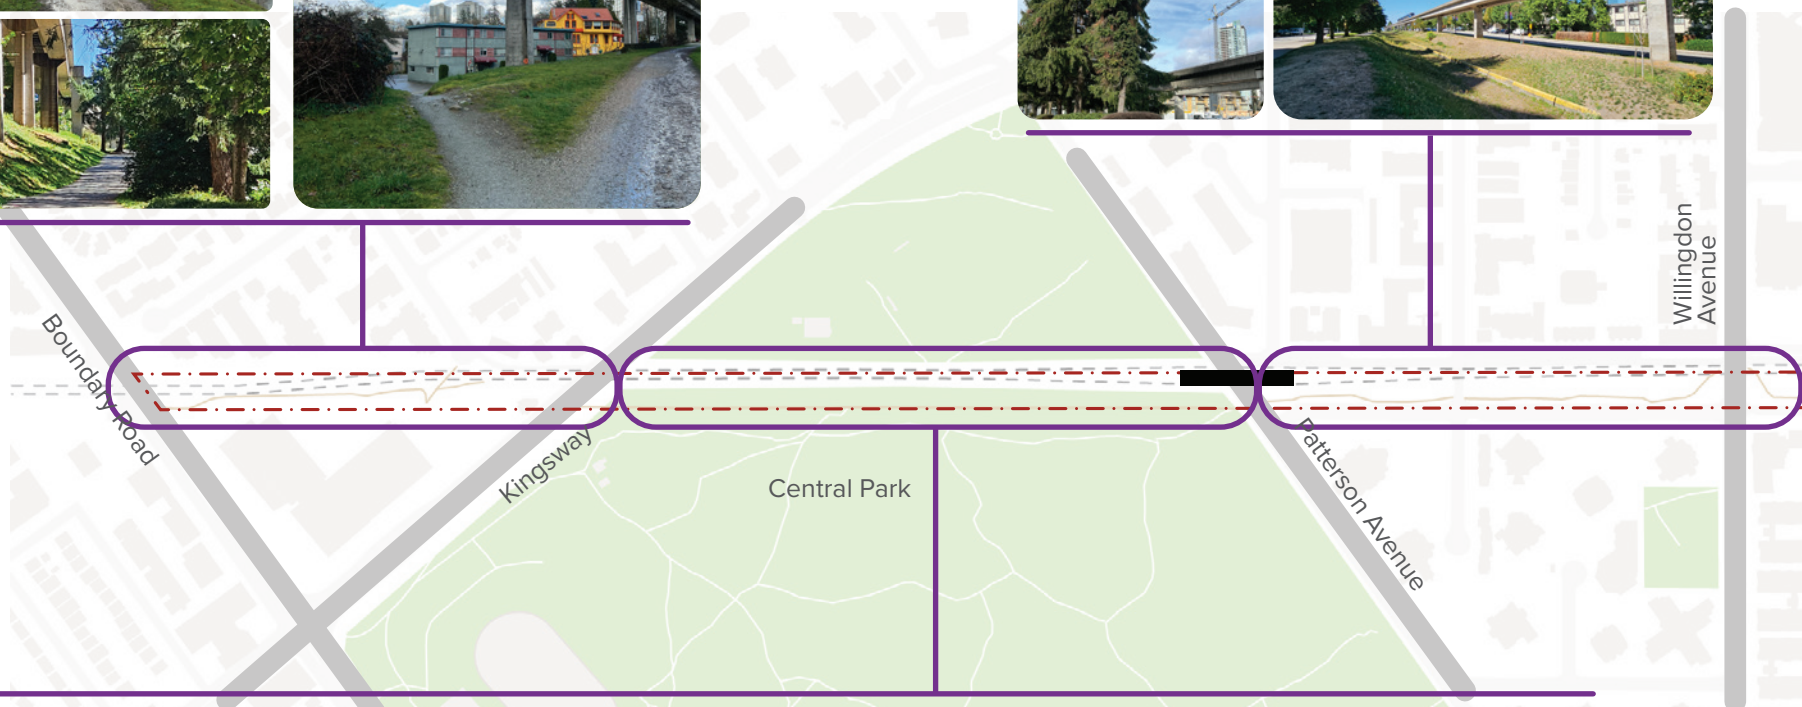 Willingdon
Avenue
Boundary Road
Kingsway
Central Park
Patterson Avenue